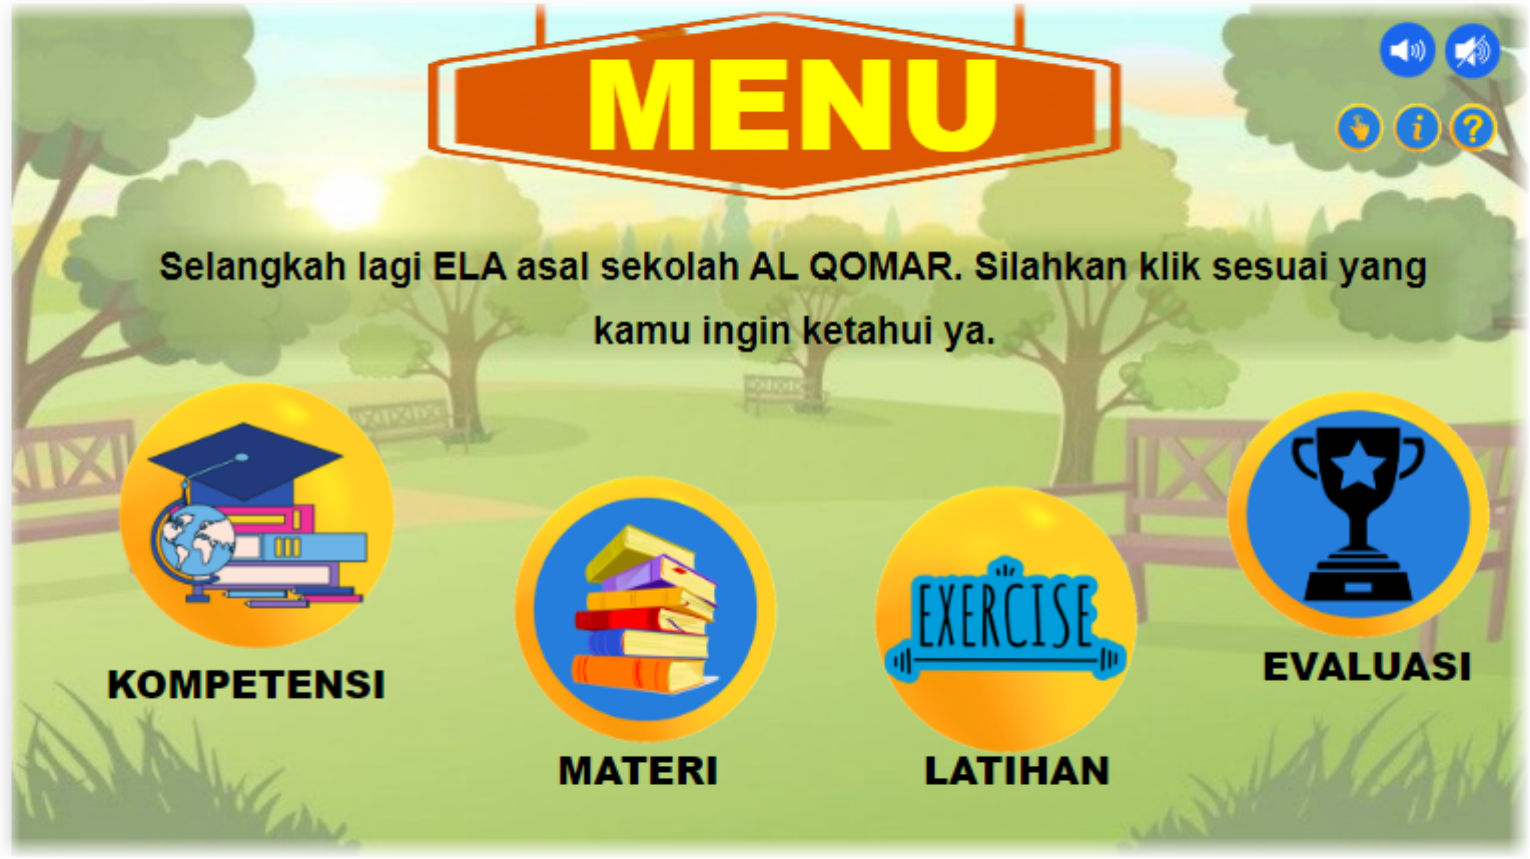 MENU
Selangkah lagi ELA asal sekolah AL QOMAR. Silahkan klik sesuai yang
kamu ingin ketahui ya.
EXERCISE
KOMPETENSI
MATERI
LATIHAN
EVALUASI
i
?